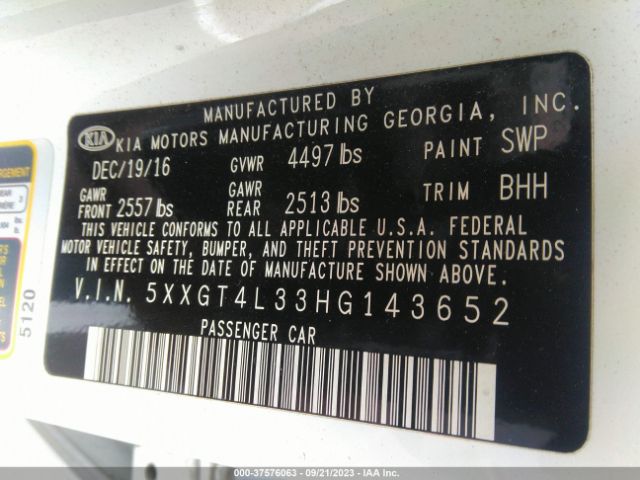 MANUFACTURED BY
KIA KIA MOTORS MANUFACTURING GEORGIA, INC.
DEC/19/16 GVWR 4497 lbs PAINT SWP
GAWR FRONT 2557 lbs GAWR REAR 2513 lbs TRIM BHH
THIS VEHICLE CONFORMS TO ALL APPLICABLE U.S.A. FEDERAL
MOTOR VEHICLE SAFETY, BUMPER, AND THEFT PREVENTION STANDARDS
IN EFFECT ON THE DATE OF MANUFACTURE SHOWN ABOVE.
V.I.N. 5XXGT4L33HG143652
PASSENGER CAR
5120
000-37576063 - 09/21/2023 - IAA Inc.